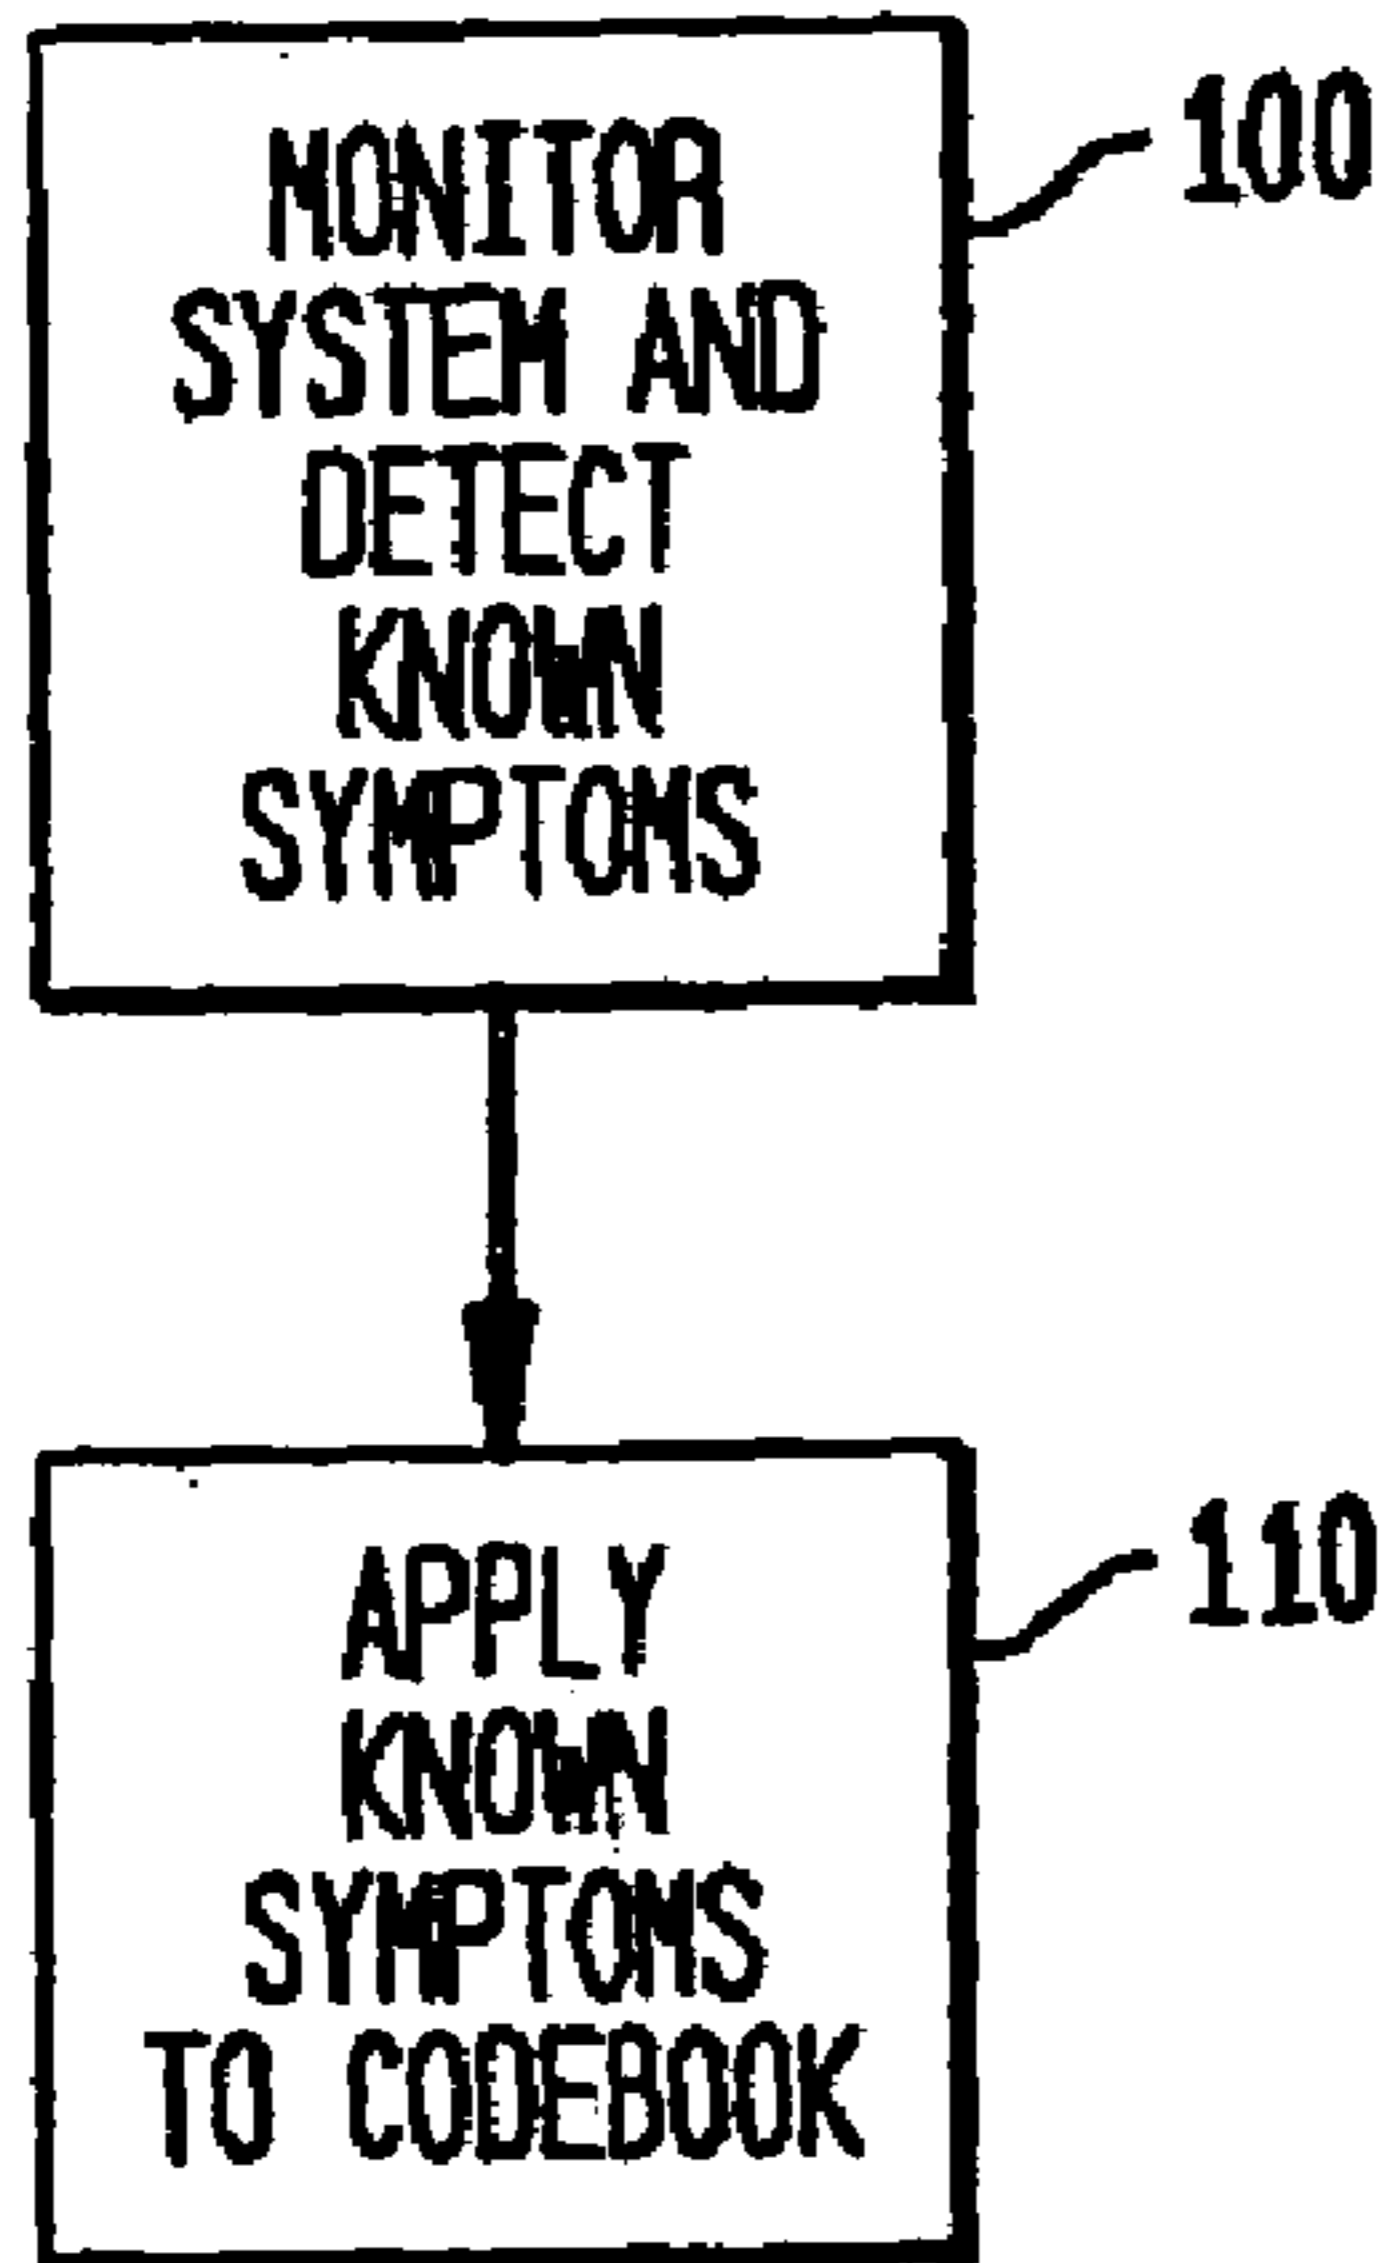 MONITOR
SYSTEM AND
DETECT
KNOWN
SYMPTOMS
100
APPLY
KNOWN
SYMPTOMS
TO CODEBOOK
110